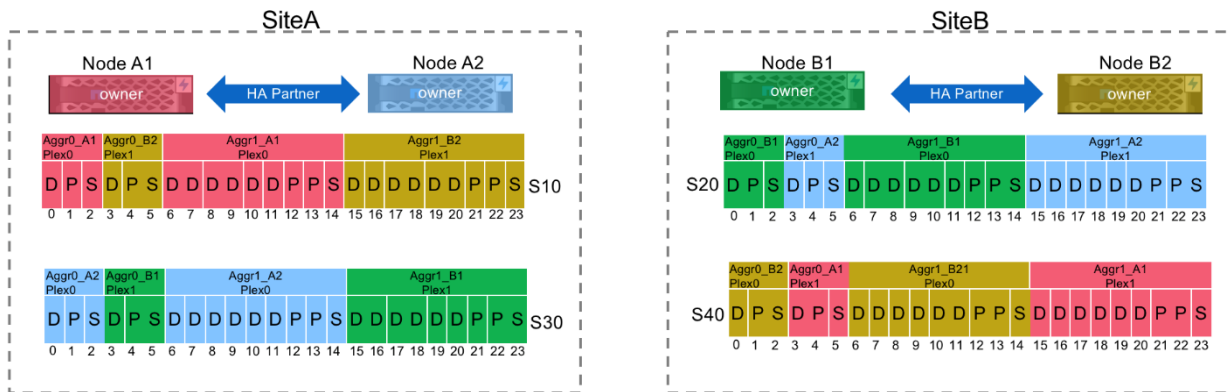 SiteA
Node A1
Node A2
owner
HA Partner
owner
Aggr0_A1 Aggr0_B2 Aggr1_A1 Aggr1_B2
Plex0 Plex1 Plex0 Plex1
D P S D P S D D D D D D P P S D D D D D D P P S S10
0 1 2 3 4 5 6 7 8 9 10 11 12 13 14 15 16 17 18 19 20 21 22 23
Aggr0_A2 Aggr0_B1 Aggr1_A2 Aggr1_B1
Plex0 Plex1 Plex0 Plex1
D P S D P S D D D D D D P P S D D D D D D P P S S30
0 1 2 3 4 5 6 7 8 9 10 11 12 13 14 15 16 17 18 19 20 21 22 23
SiteB
Node B1
Node B2
owner
HA Partner
owner
Aggr0_B1 Aggr0_A2 Aggr1_B1 Aggr1_A2
Plex0 Plex1 Plex0 Plex1
S20 D P S D P S D D D D D D P P S D D D D D D P P S
0 1 2 3 4 5 6 7 8 9 10 11 12 13 14 15 16 17 18 19 20 21 22 23
Aggr0_B2 Aggr0_A1 Aggr1_B21 Aggr1_A1
Plex0 Plex1 Plex0 Plex1
S40 D P S D P S D D D D D D P P S D D D D D D P P S
0 1 2 3 4 5 6 7 8 9 10 11 12 13 14 15 16 17 18 19 20 21 22 23